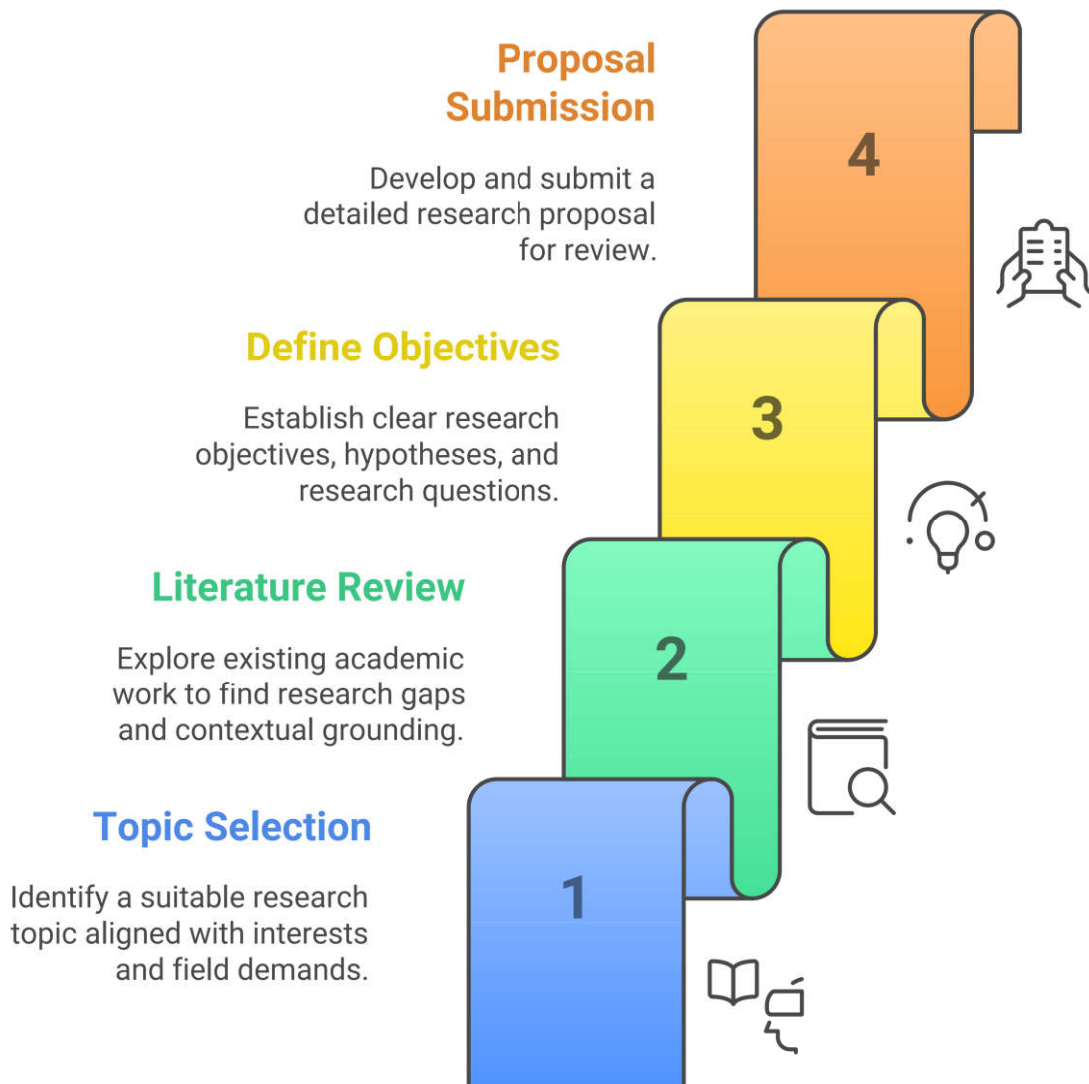 Proposal
Submission
4
Develop and submit a
detailed research proposal
for review.
Define Objectives
3
Establish clear research
objectives, hypotheses, and
research questions.
Literature Review
2
Explore existing academic
work to find research gaps
and contextual grounding.
Topic Selection
1
Identify a suitable research
topic aligned with interests
and field demands.